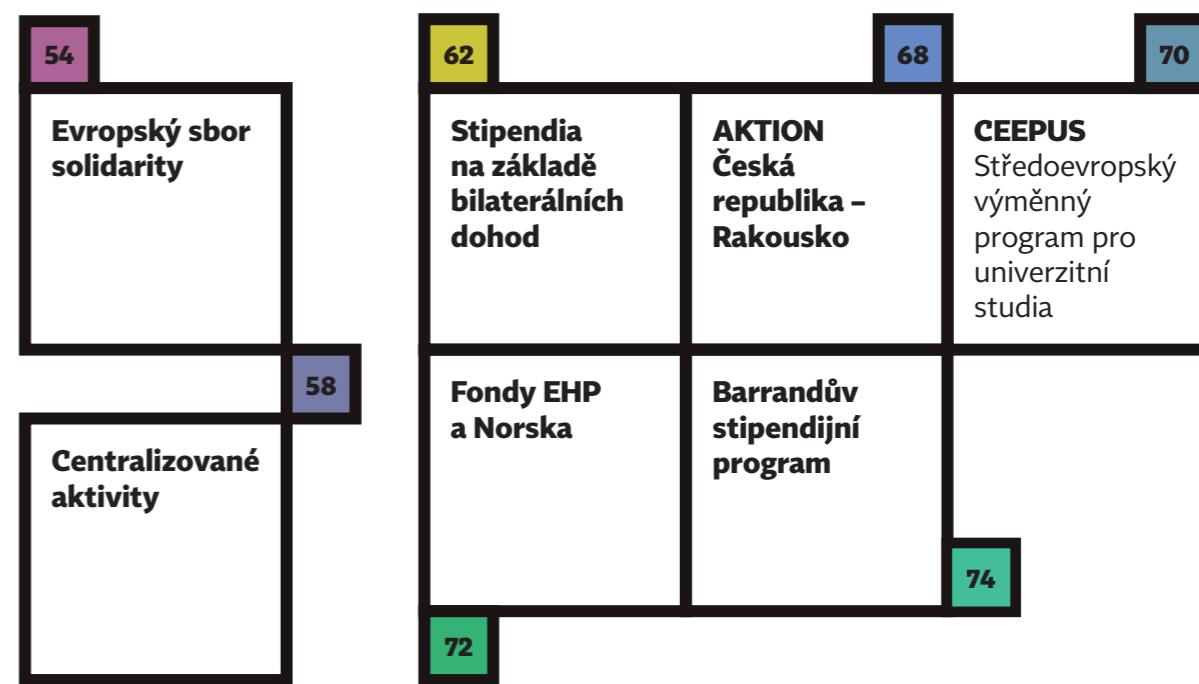 54
Evropský sbor
solidarity
58
Centralizované
aktivity
62
Stipendia
na základě
bilaterálních
dohod
68
AKTION
Česká
republika –
Rakousko
70
CEEPUS
Středoevropský
výměnný
program pro
univerzitní
studia
Fondy EHP
a Norska
72
Barrandův
stipendijní
program
74